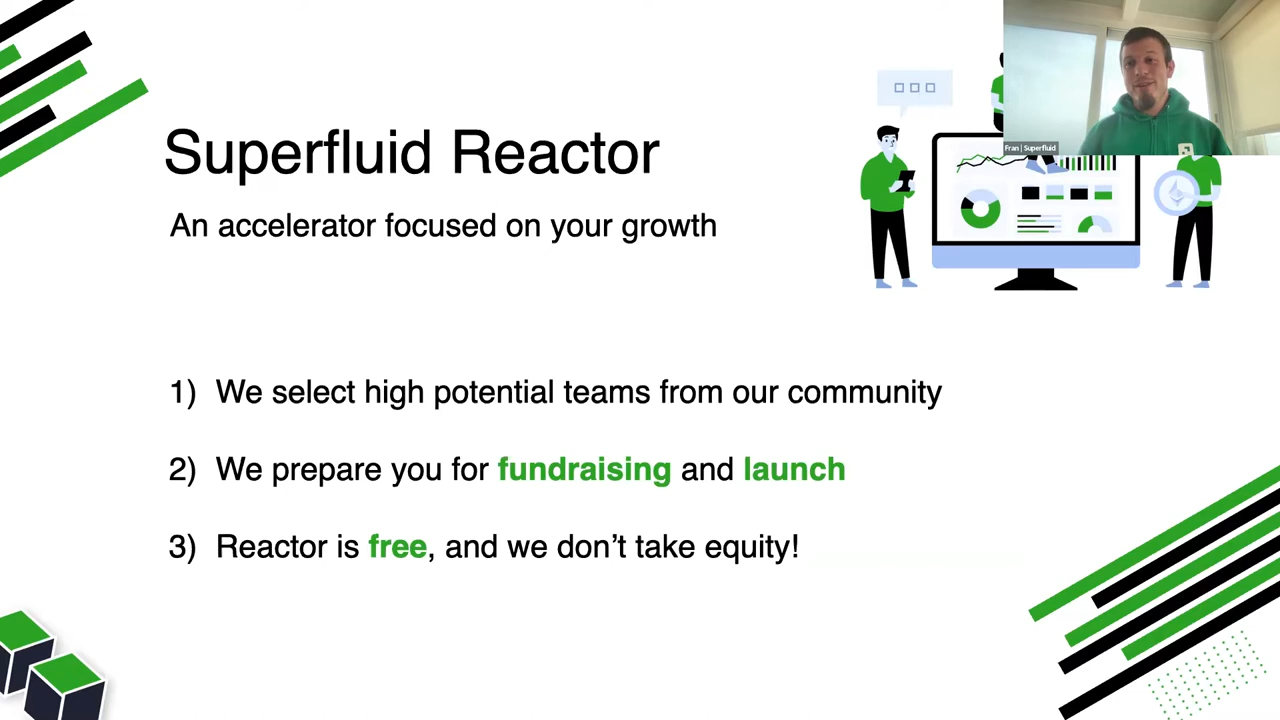 Superfluid Reactor
An accelerator focused on your growth
Fran | Superfluid
1) We select high potential teams from our community
2) We prepare you for fundraising and launch
3) Reactor is free, and we don’t take equity!